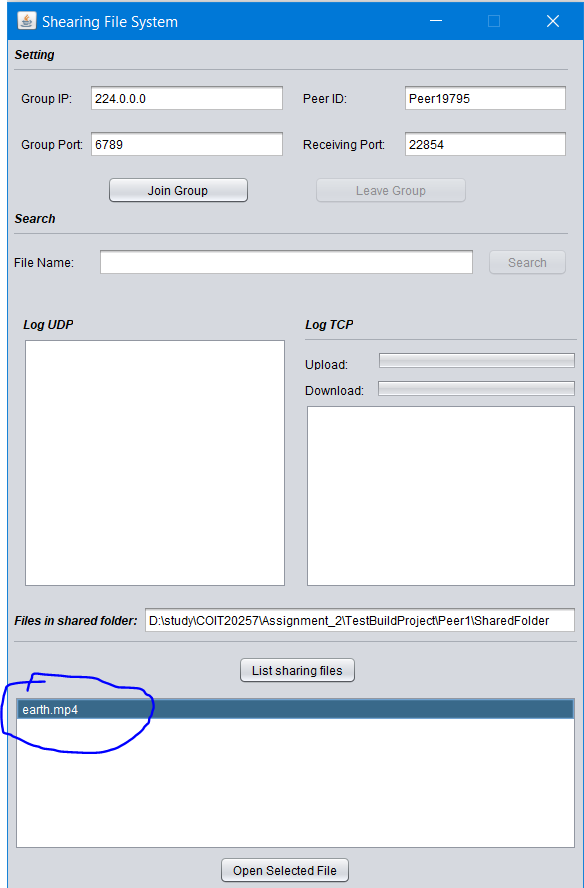 Shearing File System
Setting
Group IP: 224.0.0.0 Peer ID: Peer19795
Group Port: 6789 Receiving Port: 22854
Join Group Leave Group
Search
File Name: Search
Log UDP Log TCP
Upload:
Download:
Files in shared folder: D:\study\COIT20257\Assignment_2\TestBuildProject\Peer1\SharedFolder
List sharing files
earth.mp4
Open Selected File